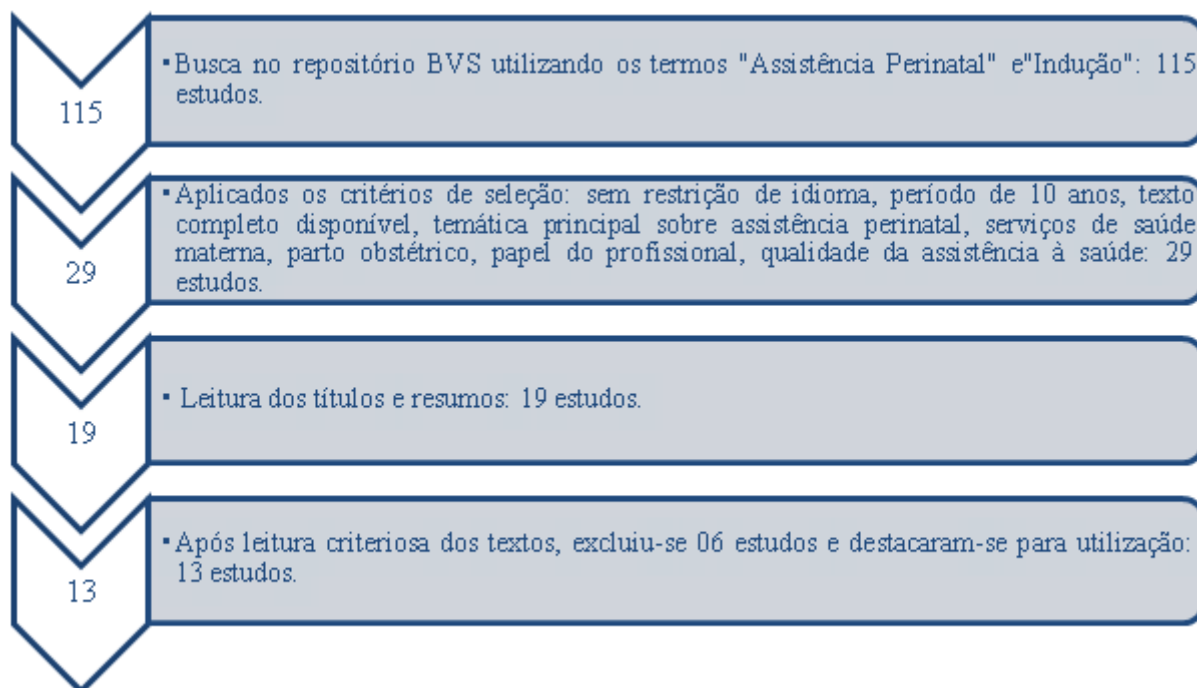 115
▪ Busca no repositório BVS utilizando os termos "Assistência Perinatal" e"Indução": 115
estudos.
29
▪ Aplicados os critérios de seleção: sem restrição de idioma, período de 10 anos, texto
completo disponível, temática principal sobre assistência perinatal, serviços de saúde
materna, parto obstétrico, papel do profissional, qualidade da assistência à saúde: 29
estudos.
19
▪ Leitura dos títulos e resumos: 19 estudos.
13
▪ Após leitura criteriosa dos textos, excluiu-se 06 estudos e destacaram-se para utilização:
13 estudos.